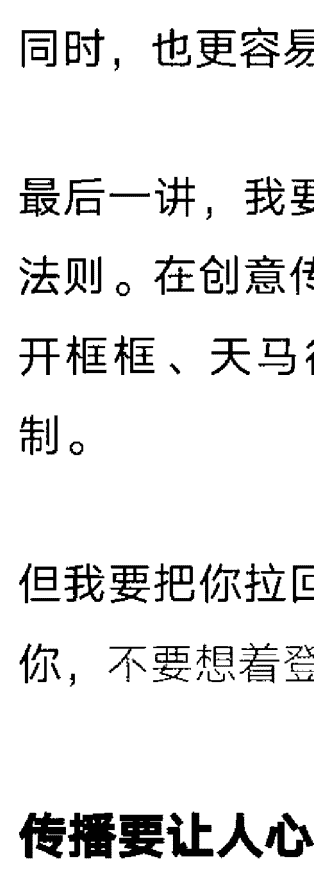 同时，也更容易
最后一讲，我要
法则。在创意传
开框框、天马行
制。
但我要把你拉回
你，不要想着登
传播要让人心